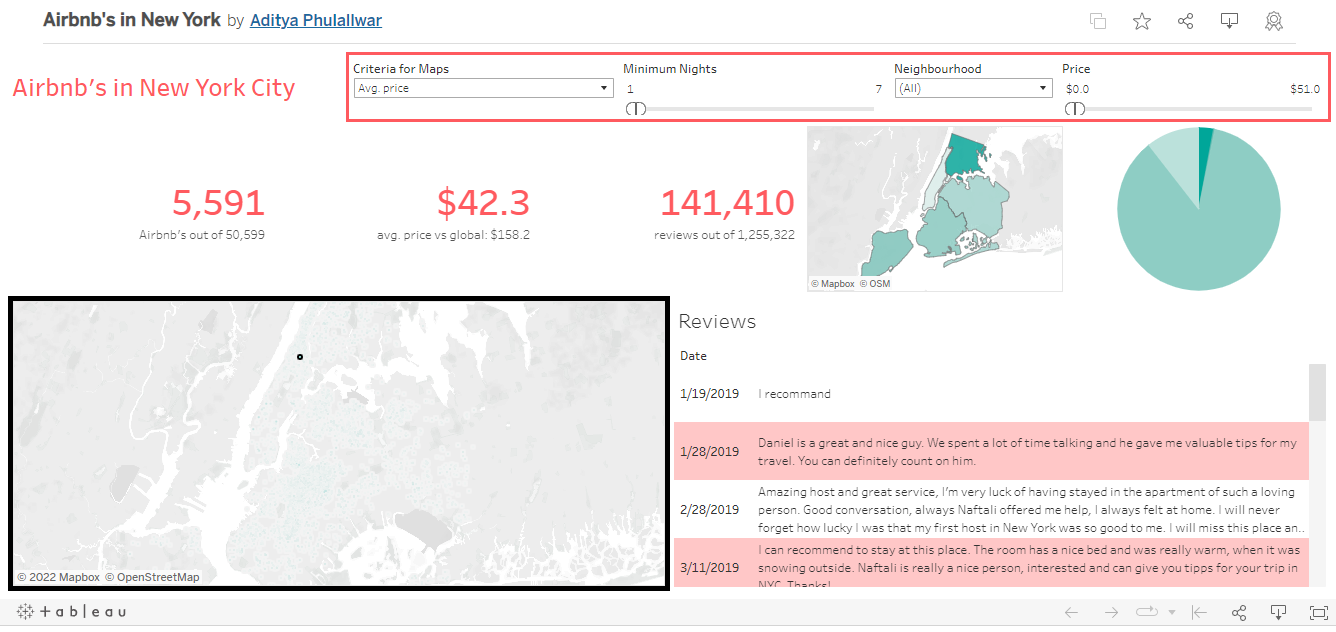 Airbnb's in New York by Aditya Phulallwar
Airbnb's in New York City
Criteria for Maps
Avg. price
Minimum Nights
1 7
Neighbourhood
(All)
Price
$0.0 $51.0
5,591
Airbnb's out of 50,599
$42.3
avg. price vs global: $158.2
141,410
reviews out of 1,255,322
© Mapbox © OSM
© 2022 Mapbox © OpenStreetMap
Reviews
Date
1/19/2019 I recommand
1/28/2019 Daniel is a great and nice guy. We spent a lot of time talking and he gave me valuable tips for my
travel. You can definitely count on him.
2/28/2019 Amazing host and great service, I'm very luck of having stayed in the apartment of such a loving
person. Good conversation, always Naftali offered me help, I always felt at home. I will never
forget how lucky I was that my first host in New York was so good to me. I will miss this place an..
3/11/2019 I can recommend to stay at this place. The room has a nice bed and was really warm, when it was
snowing outside. Naftali is really a nice person, interested and can give you tipps for your trip in
NYC. Thanks!
+ableau